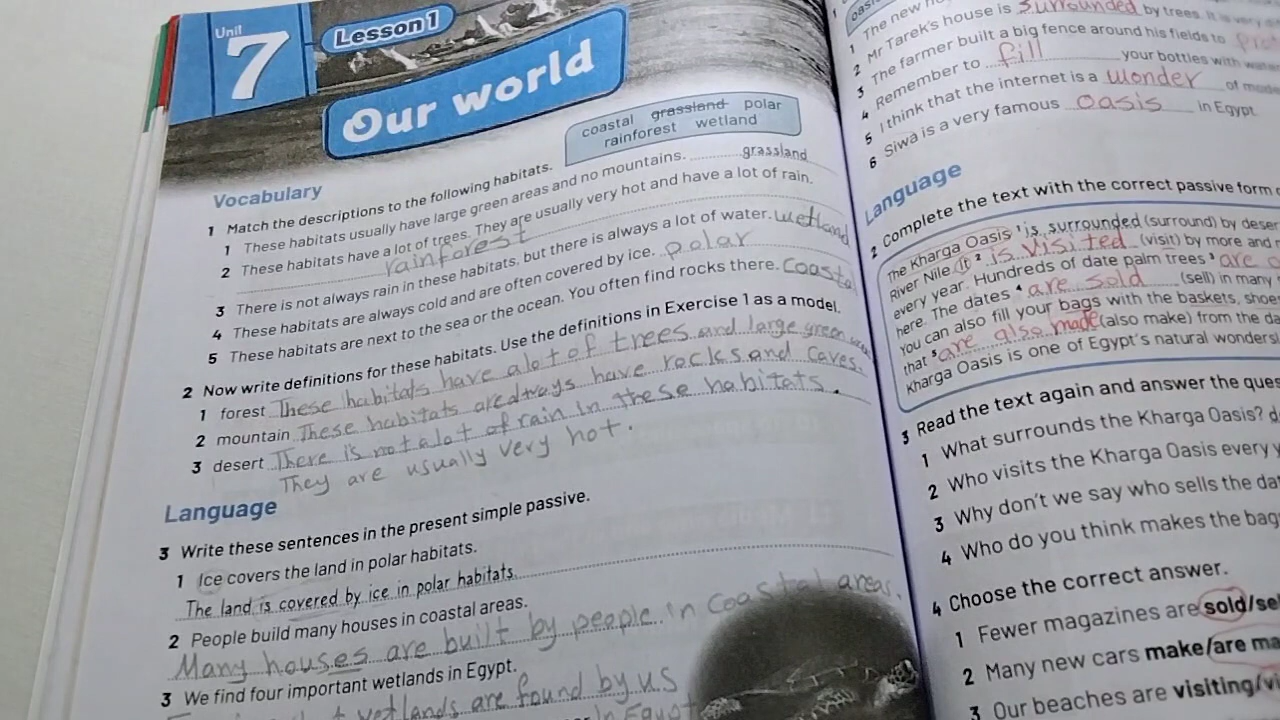 Unit
7
Lesson 1
Our world
coastal grassland polar
rainforest wetland
Vocabulary
1 Match the descriptions to the following habitats.
1 These habitats usually have large green areas and no mountains. grassland
2 These habitats have a lot of trees. They are usually very hot and have a lot of rain.
rainforest
3 There is not always rain in these habitats, but there is always a lot of water. wetland
4 These habitats are always cold and are often covered by ice. polar
5 These habitats are next to the sea or the ocean. You often find rocks there.
2 Now write definitions for these habitats. Use the definitions in Exercise 1 as a model.
1 forest These habitats have a lot of trees and large green
2 mountain These habitats have rocks and caves.
3 desert There is not a lot of rain in these habitats.
They are usually very hot.
Language
3 Write these sentences in the present simple passive.
1 Ice covers the land in polar habitats.
The land is covered by ice in polar habitats.
2 People build many houses in coastal areas.
Many houses are built by people in coastal areas.
3 We find four important wetlands in Egypt.
wetlands are found by us
in Egypt
1 The new
2 Mr Tarek's house is surrounded by trees. It is very
3 The farmer built a big fence around his fields to
4 Remember to fill your bottles with water
5 I think that the internet is a wonder of
6 Siwa is a very famous oasis in Egypt.
Language
2 Complete the text with the correct passive form
The Kharga Oasis 1 is surrounded (surround) by
River Nile. It 2 is visited (visit) by more and
every year. Hundreds of date palm trees 3 are
here. The dates 4 are sold (sell) in many
You can also fill your bags with the baskets,
that 5 are also made (also make) from the
Kharga Oasis is one of Egypt's natural wonders
3 Read the text again and answer the
1 What surrounds the Kharga Oasis?
2 Who visits the Kharga Oasis every
3 Why don't we say who sells the
4 Who do you think makes the
4 Choose the correct answer.
1 Fewer magazines are sold/
2 Many new cars make/are
3 Our beaches are visiting/